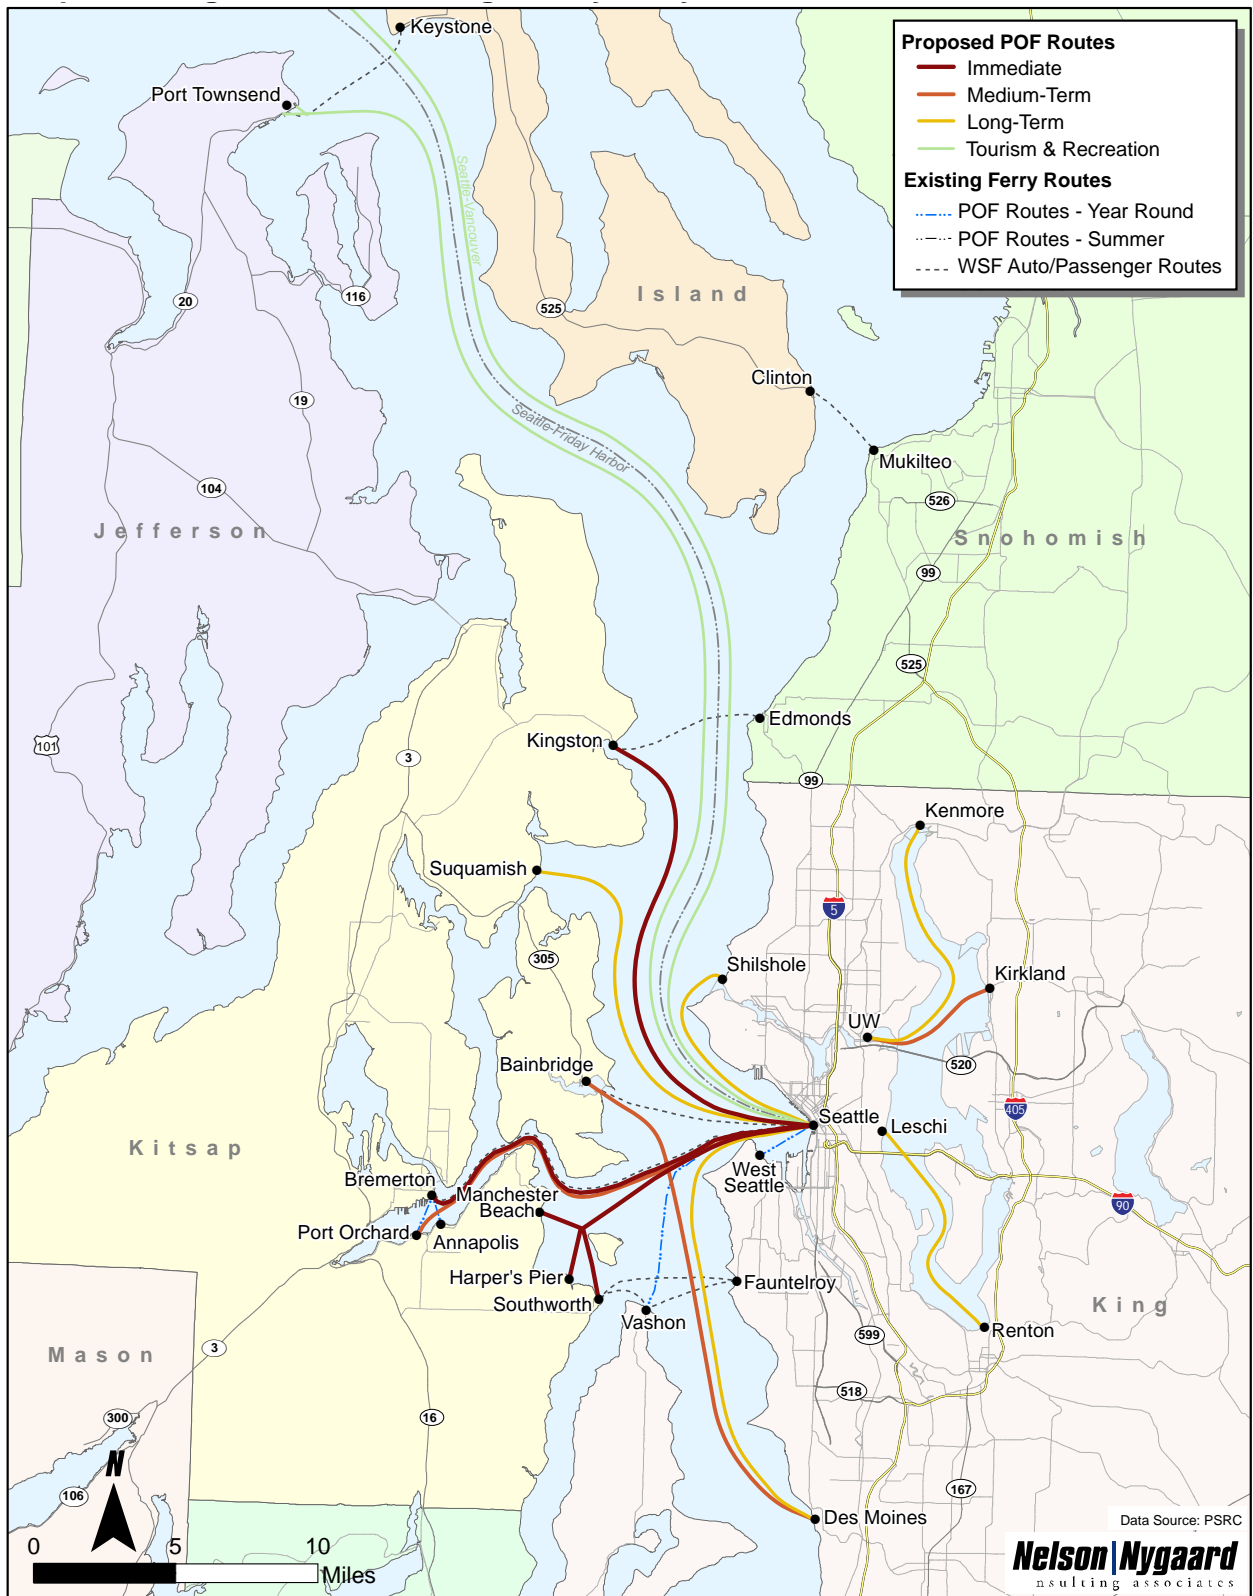 Keystone
Proposed POF Routes
Immediate
Medium-Term
Long-Term
Tourism & Recreation
Existing Ferry Routes
POF Routes - Year Round
POF Routes - Summer
WSF Auto/Passenger Routes
Port Townsend
Seattle-Vancouver
20
116
525
Island
Clinton
19
Seattle-Friday Harbor
Mukilteo
104
526
Jefferson
Snohomish
99
525
Edmonds
101
Kingston
3
99
Kenmore
Suquamish
5
305
Shilshole
Kirkland
UW
520
Bainbridge
405
Seattle
Leschi
Kitsap
West
Seattle
Bremerton
Manchester
Beach
90
Port Orchard
Annapolis
Harper's Pier
Fauntelroy
Southworth
King
Vashon
Renton
599
3
Mason
518
300
16
N
106
167
Des Moines
Data Source: PSRC
0
5
10
Miles
Nelson|Nygaard
nsulting associates